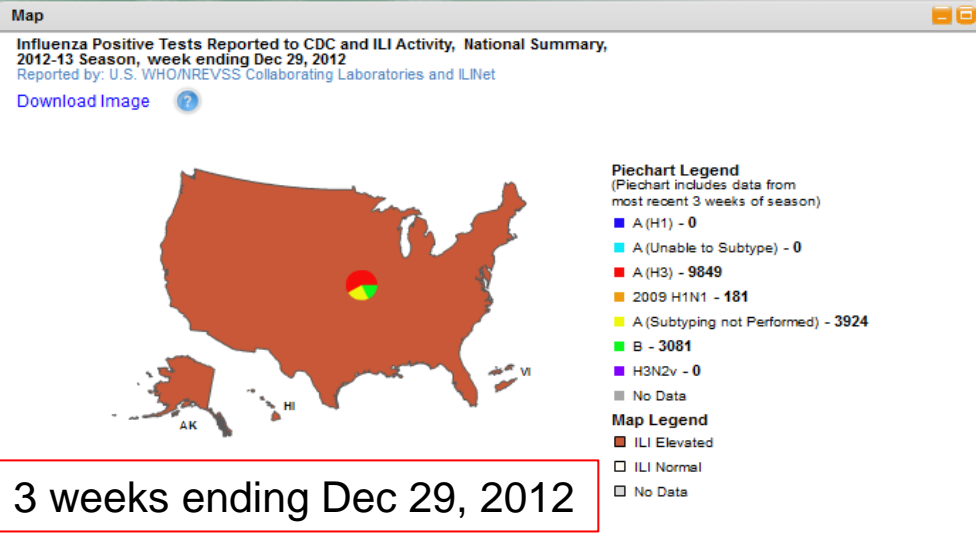 Map
Influenza Positive Tests Reported to CDC and ILI Activity, National Summary,
2012-13 Season, week ending Dec 29, 2012
Reported by: U.S. WHO/NREVSS Collaborating Laboratories and ILINet
Download Image ?
Piechart Legend
(Piechart includes data from
most recent 3 weeks of season)
A (H1) - 0
A (Unable to Subtype) - 0
A (H3) - 9849
2009 H1N1 - 181
A (Subtyping not Performed) - 3924
B - 3081
H3N2v - 0
No Data
Map Legend
ILI Elevated
ILI Normal
No Data
VI
HI
AK
3 weeks ending Dec 29, 2012